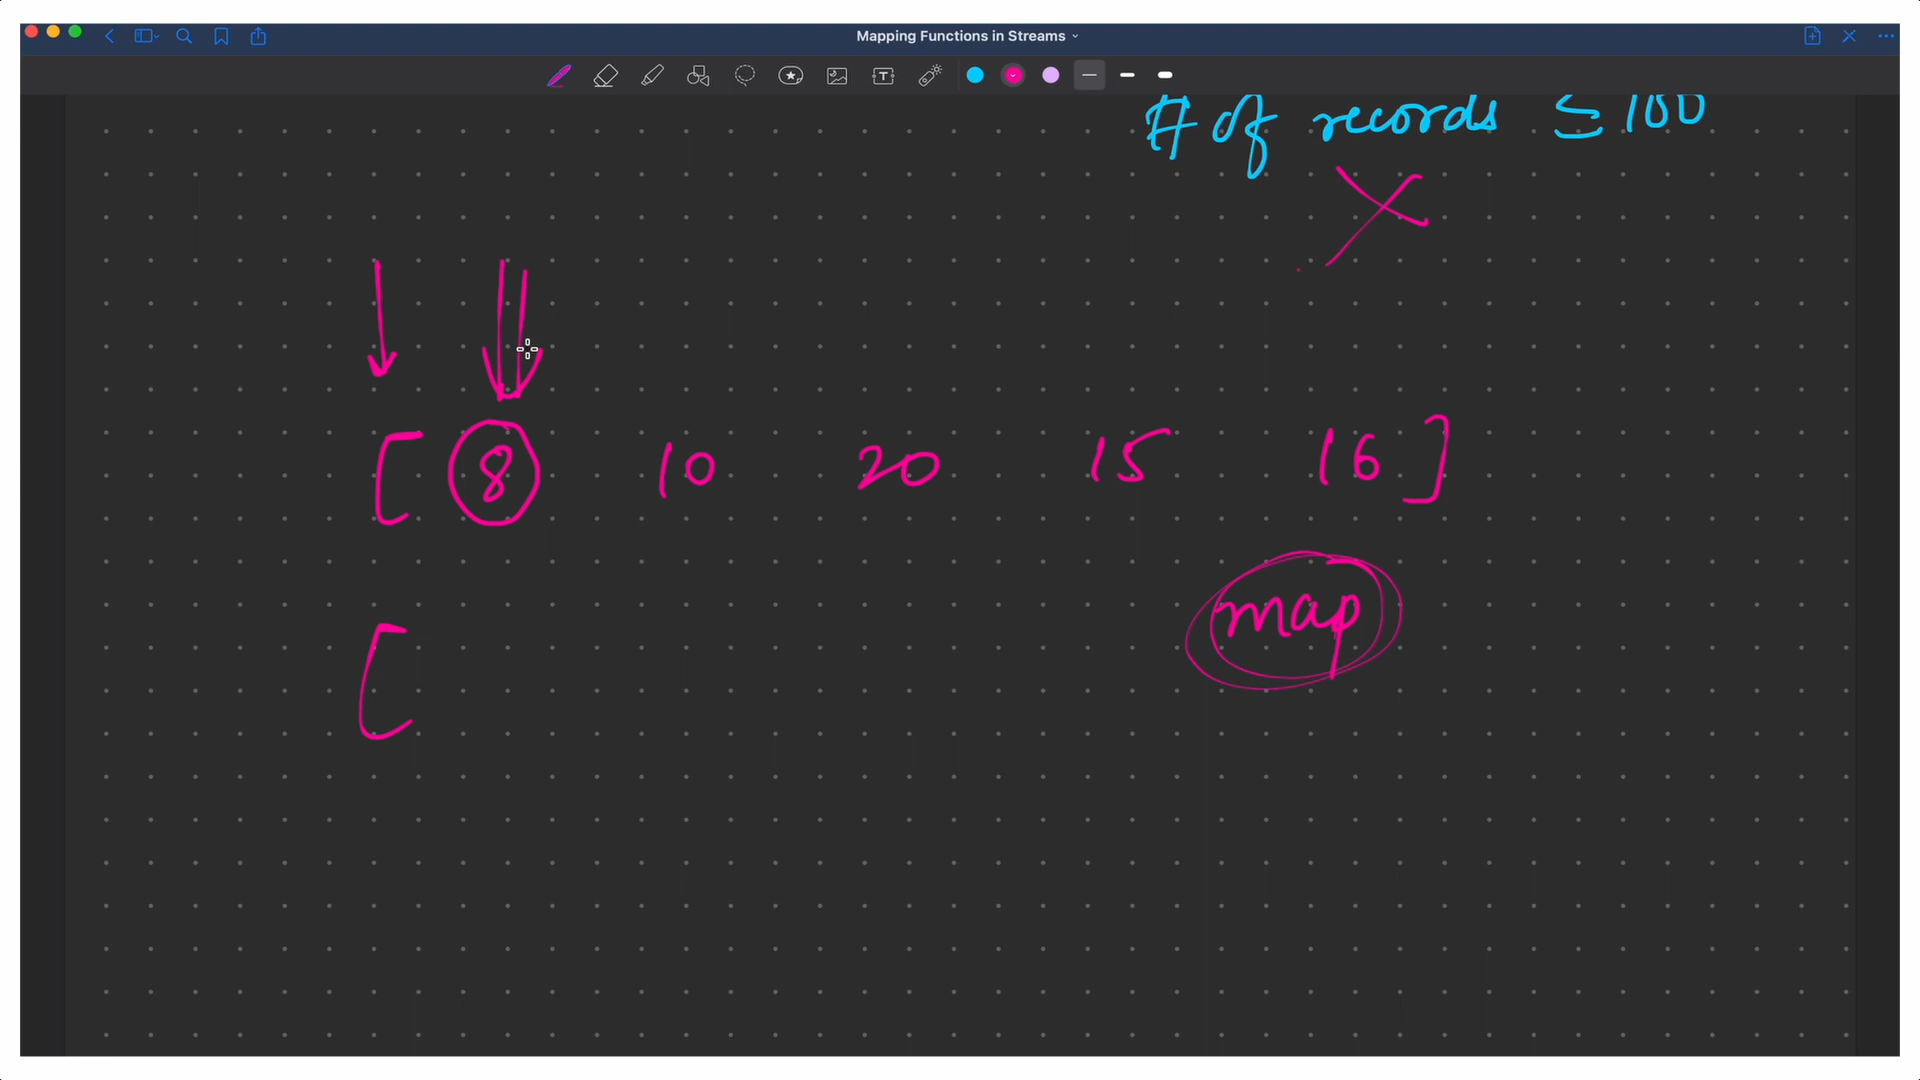 Mapping Functions in Streams
# of records ≤ 100
[ 8 10 20 15 16 ]
map
[